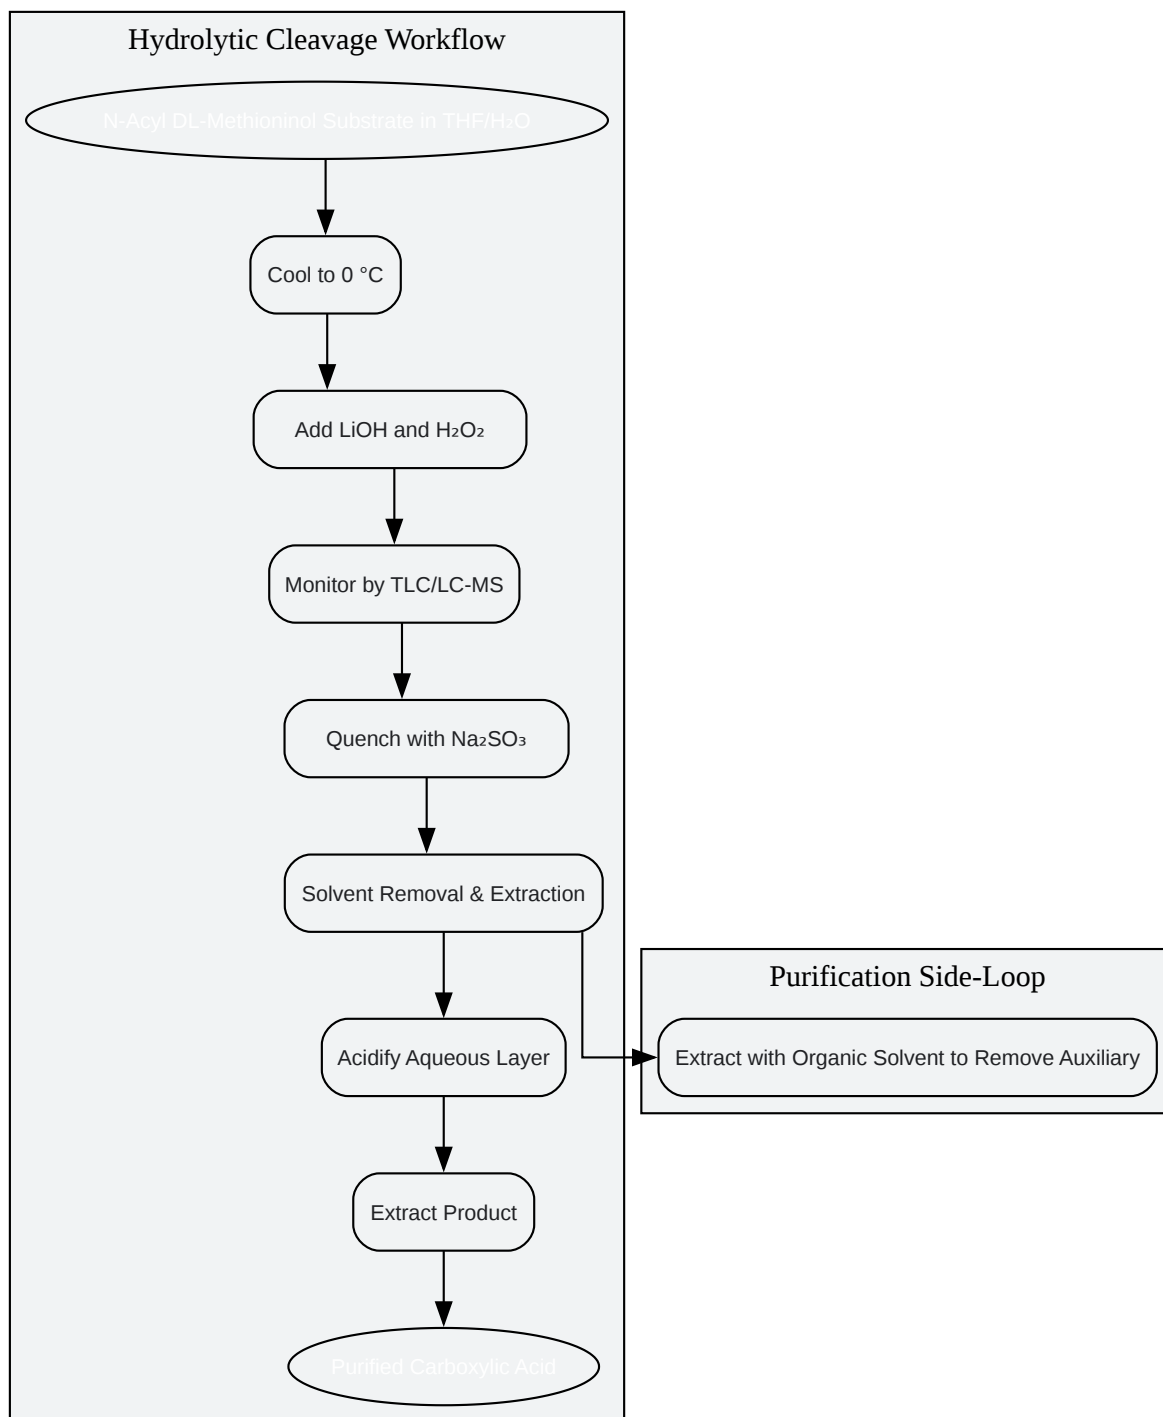 Hydrolytic Cleavage Workflow
N-Acyl DL-Methioninol Substrate in THF/H₂O
Cool to 0 °C
Add LiOH and H₂O₂
Monitor by TLC/LC-MS
Quench with Na₂SO₃
Solvent Removal & Extraction
Purification Side-Loop
Acidify Aqueous Layer
Extract with Organic Solvent to Remove Auxiliary
Extract Product
Purified Carboxylic Acid